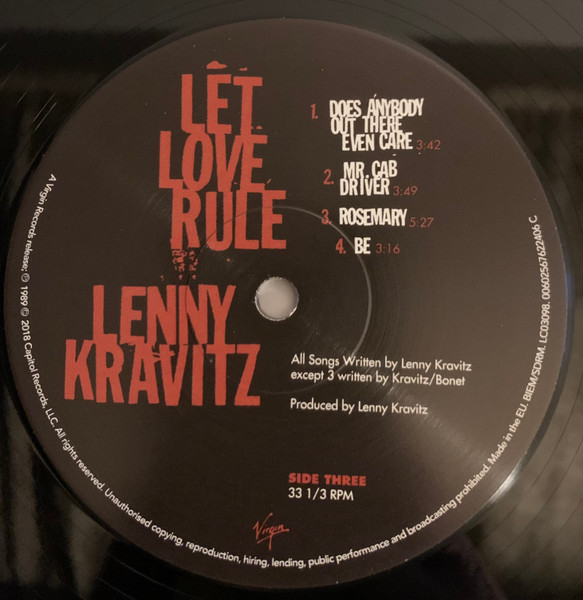 LET
LOVE
RULE
LENNY
KRAVITZ
1. DOES ANYBODY
OUT THERE
EVEN CARE 3:42
2. MR. CAB
DRIVER 3:49
3. ROSEMARY 5:27
4. BE 3:16
All Songs Written by Lenny Kravitz
except 3 written by Kravitz/Bonet
Produced by Lenny Kravitz
SIDE THREE
33 1/3 RPM
Virgin
A Virgin Records release; ℗ 1989 © 2018 Capitol Records, LLC. All rights reserved. Unauthorised copying, reproduction, hiring, lending, public performance and broadcasting prohibited. Made in the EU. BIEM/SDRM. LC03098. 00602567622406 C